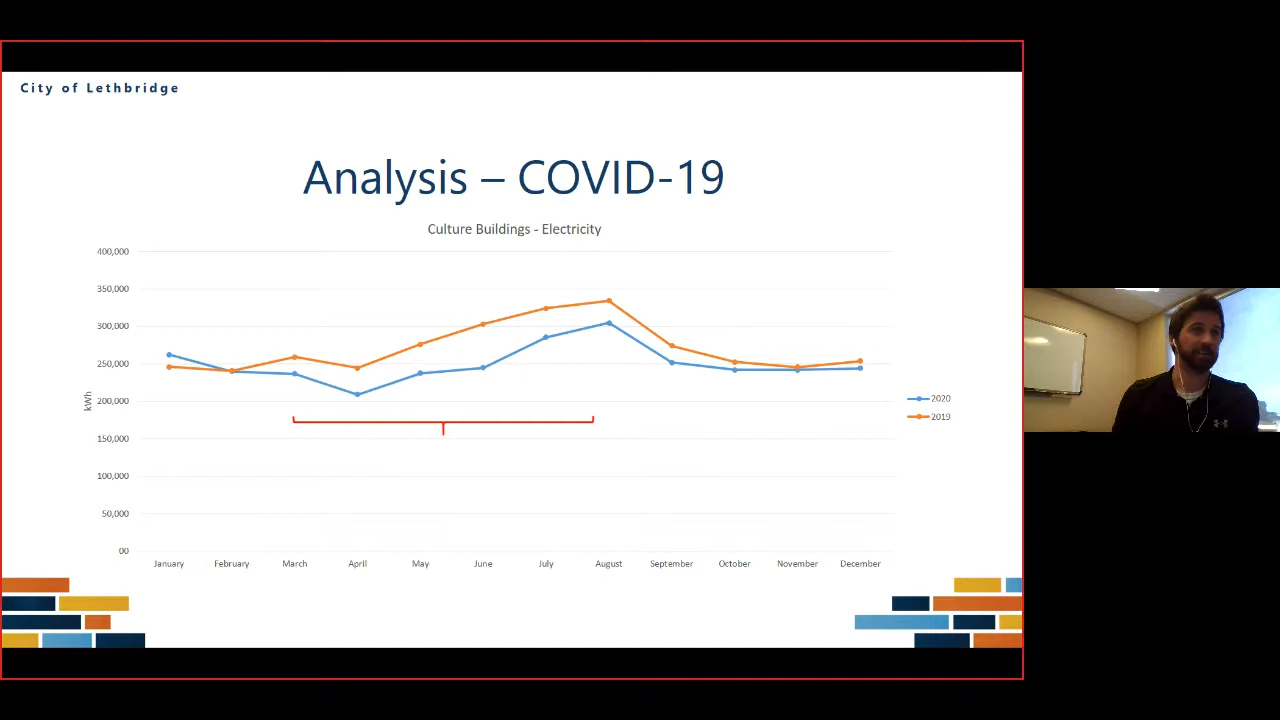 City of Lethbridge
Analysis – COVID-19
Culture Buildings - Electricity
400,000
350,000
300,000
250,000
200,000
150,000
100,000
50,000
00
kWh
2020
2019
January February March April May June July August September October November December